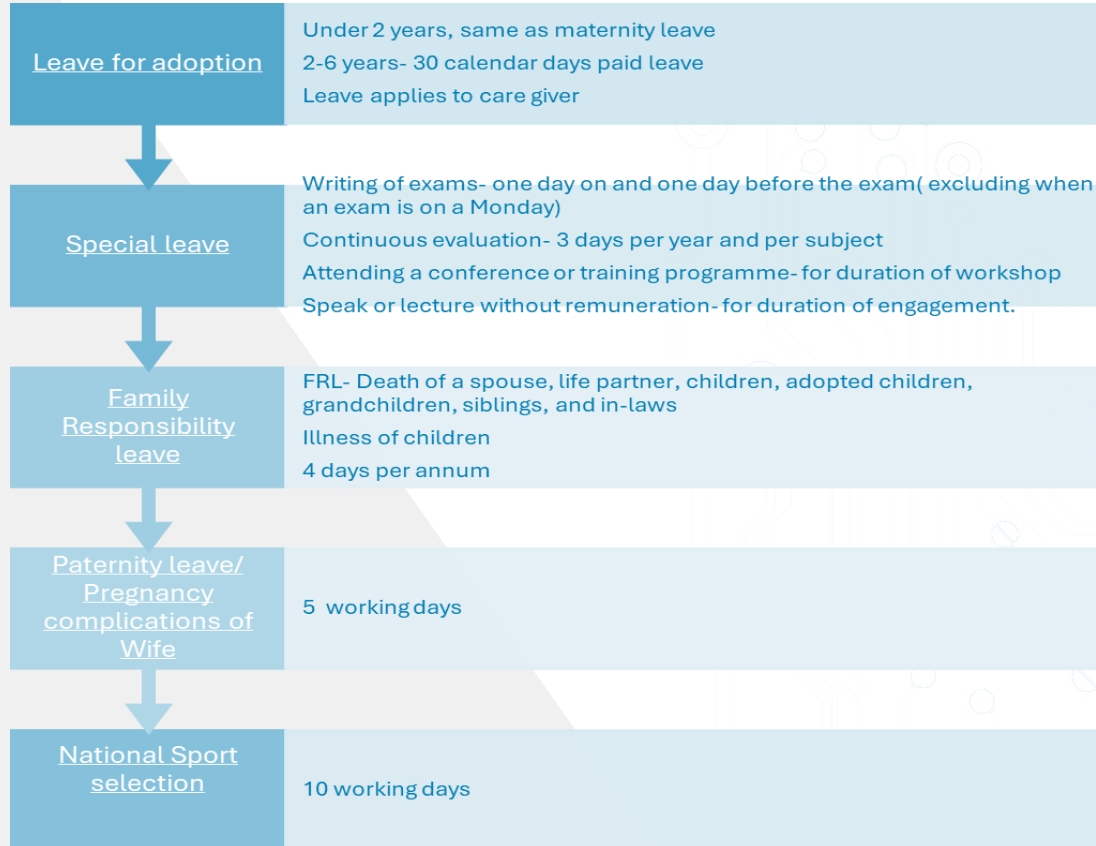 Leave for adoption
Under 2 years, same as maternity leave
2-6 years- 30 calendar days paid leave
Leave applies to care giver
Special leave
Writing of exams- one day on and one day before the exam( excluding when
an exam is on a Monday)
Continuous evaluation- 3 days per year and per subject
Attending a conference or training programme- for duration of workshop
Speak or lecture without remuneration- for duration of engagement.
Family
Responsibility
leave
FRL- Death of a spouse, life partner, children, adopted children,
grandchildren, siblings, and in-laws
Illness of children
4 days per annum
Paternity leave/
Pregnancy
complications of
Wife
5 working days
National Sport
selection
10 working days